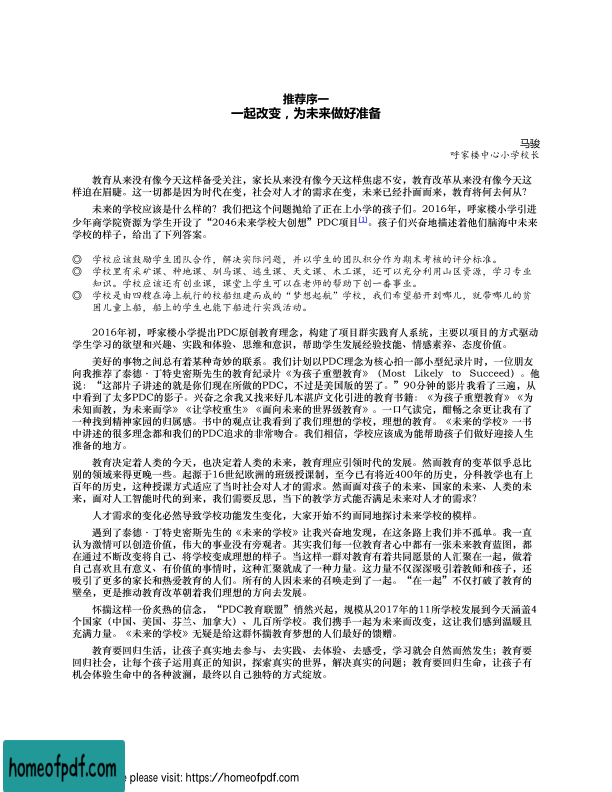 推荐序一
一起改变，为未来做好准备
马骏
呼家楼中心小学校长
教育从来没有像今天这样备受关注，家长从来没有像今天这样焦虑不安，教育改革从来没有像今天这
样迫在眉睫。这一切都是因为时代在变，社会对人才的需求在变，未来已经扑面而来，教育将何去何从？
未来的学校应该是什么样的？我们把这个问题抛给了正在上小学的孩子们。2016年，呼家楼小学引进
少年商学院资源为学生开设了“2046未来学校大创想”PDC项目[1]。孩子们兴奋地描述着他们脑海中未来
学校的样子，给出了下列答案。
◎ 学校应该鼓励学生团队合作，解决实际问题，并以学生的团队积分作为期末考核的评分标准。
◎ 学校里有采矿课、种地课、驯马课、逃生课、天文课、木工课，还可以充分利用山区资源，学习专业
知识。学校应该还有创业课，课堂上学生可以在老师的帮助下创一番事业。
◎ 学校是由四艘在海上航行的校船组建而成的“梦想起航”学校，我们希望船开到哪儿，就带哪儿的贫
困儿童上船，船上的学生也能下船进行实践活动。
2016年初，呼家楼小学提出PDC原创教育理念，构建了项目群实践育人系统，主要以项目的方式驱动
学生学习的欲望和兴趣、实践和体验、思维和意识，帮助学生发展经验技能、情感素养、态度价值。
美好的事物之间总有着某种奇妙的联系。我们计划以PDC理念为核心拍一部小型纪录片时，一位朋友
向我推荐了泰德·丁特史密斯先生的教育纪录片《为孩子重塑教育》（Most Likely to Succeed）。他
说：“这部片子讲述的就是你们现在所做的PDC，不过是美国版的罢了。”90分钟的影片我看了三遍，从
中看到了太多PDC的影子。兴奋之余我又找来好几本湛庐文化引进的教育书籍：《为孩子重塑教育》《为
未知而教，为未来而学》《让学校重生》《面向未来的世界级教育》。一口气读完，酣畅之余更让我有了
一种找到精神家园的归属感。书中的观点让我看到了我们理想的学校，理想的教育。《未来的学校》一书
中讲述的很多理念都和我们的PDC追求的非常吻合。我们相信，学校应该成为能帮助孩子们做好迎接人生
准备的地方。
教育决定着人类的今天，也决定着人类的未来，教育理应引领时代的发展。然而教育的变革似乎总比
别的领域来得更晚一些。起源于16世纪欧洲的班级授课制，至今已有将近400年的历史，分科教学也有上
百年的历史，这种授课方式适应了当时社会对人才的需求。然而面对孩子的未来、国家的未来、人类的未
来，面对人工智能时代的到来，我们需要反思，当下的教学方式能否满足未来对人才的需求？
人才需求的变化必然导致学校功能发生变化，大家开始不约而同地探讨未来学校的模样。
遇到了泰德·丁特史密斯先生的《未来的学校》让我兴奋地发现，在这条路上我们并不孤单。我一直
认为激情可以创造价值，伟大的事业没有旁观者。其实我们每一位教育者心中都有一张未来教育蓝图，都
在通过不断改变将自己、将学校变成理想的样子。当这样一群对教育有着共同愿景的人汇聚在一起，做着
自己喜欢且有意义、有价值的事情时，这种汇聚就成了一种力量。这力量不仅深深吸引着教师和孩子，还
吸引了更多的家长和热爱教育的人们。所有的人因未来的召唤走到了一起。“在一起”不仅打破了教育的
壁垒，更是推动教育改革朝着我们理想的方向去发展。
怀揣这样一份炙热的信念，“PDC教育联盟”悄然兴起，规模从2017年的11所学校发展到今天涵盖4
个国家（中国、美国、芬兰、加拿大）、几百所学校。我们携手一起为未来而改变，这让我们感到温暖且
充满力量。《未来的学校》无疑是给这群怀揣教育梦想的人们最好的馈赠。
教育要回归生活，让孩子真实地去参与、去实践、去体验、去感受，学习就会自然而然发生；教育要
回归社会，让每个孩子运用真正的知识，探索真实的世界，解决真实的问题；教育要回归生命，让孩子有
机会体验生命中的各种波澜，最终以自己独特的方式绽放。
homeofpdf.com
e please visit: https://homeofpdf.com